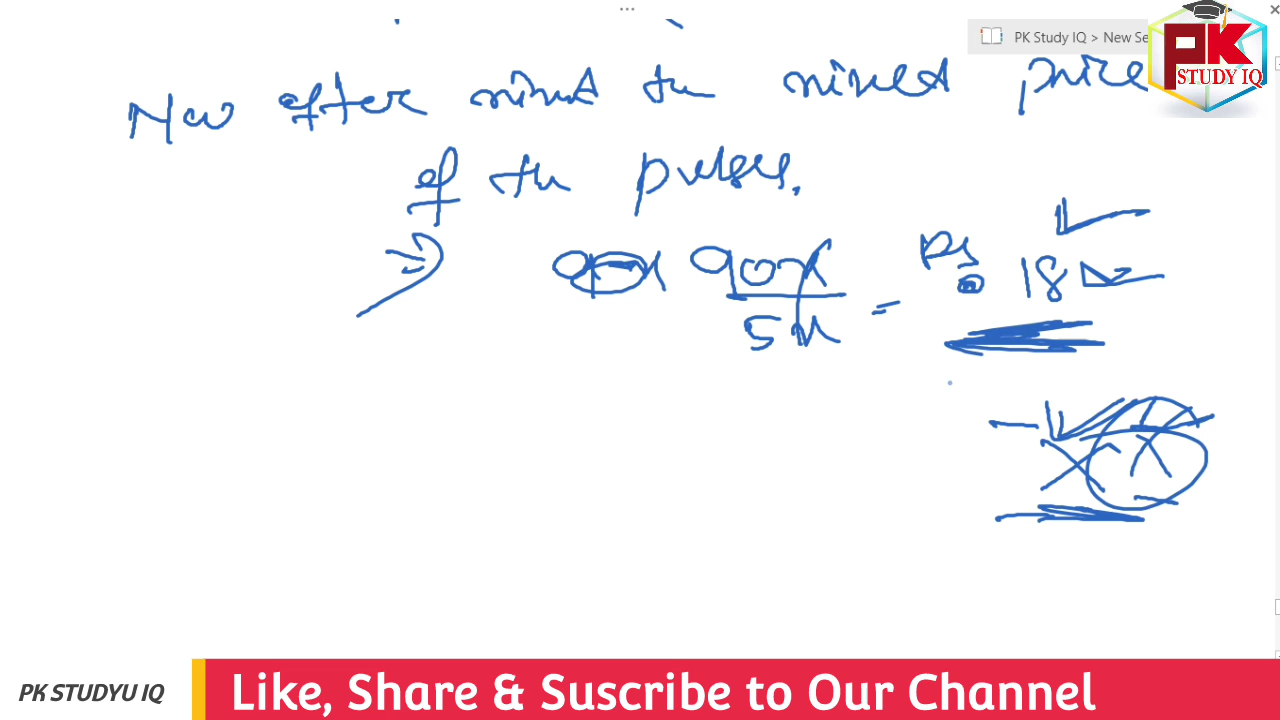 PK Study IQ > New Se
PK
STUDY IQ
Now after mixed the mixed price
of the pulses.
⇒ 90x/5x = Rs 18
PK STUDYU IQ
Like, Share & Suscribe to Our Channel